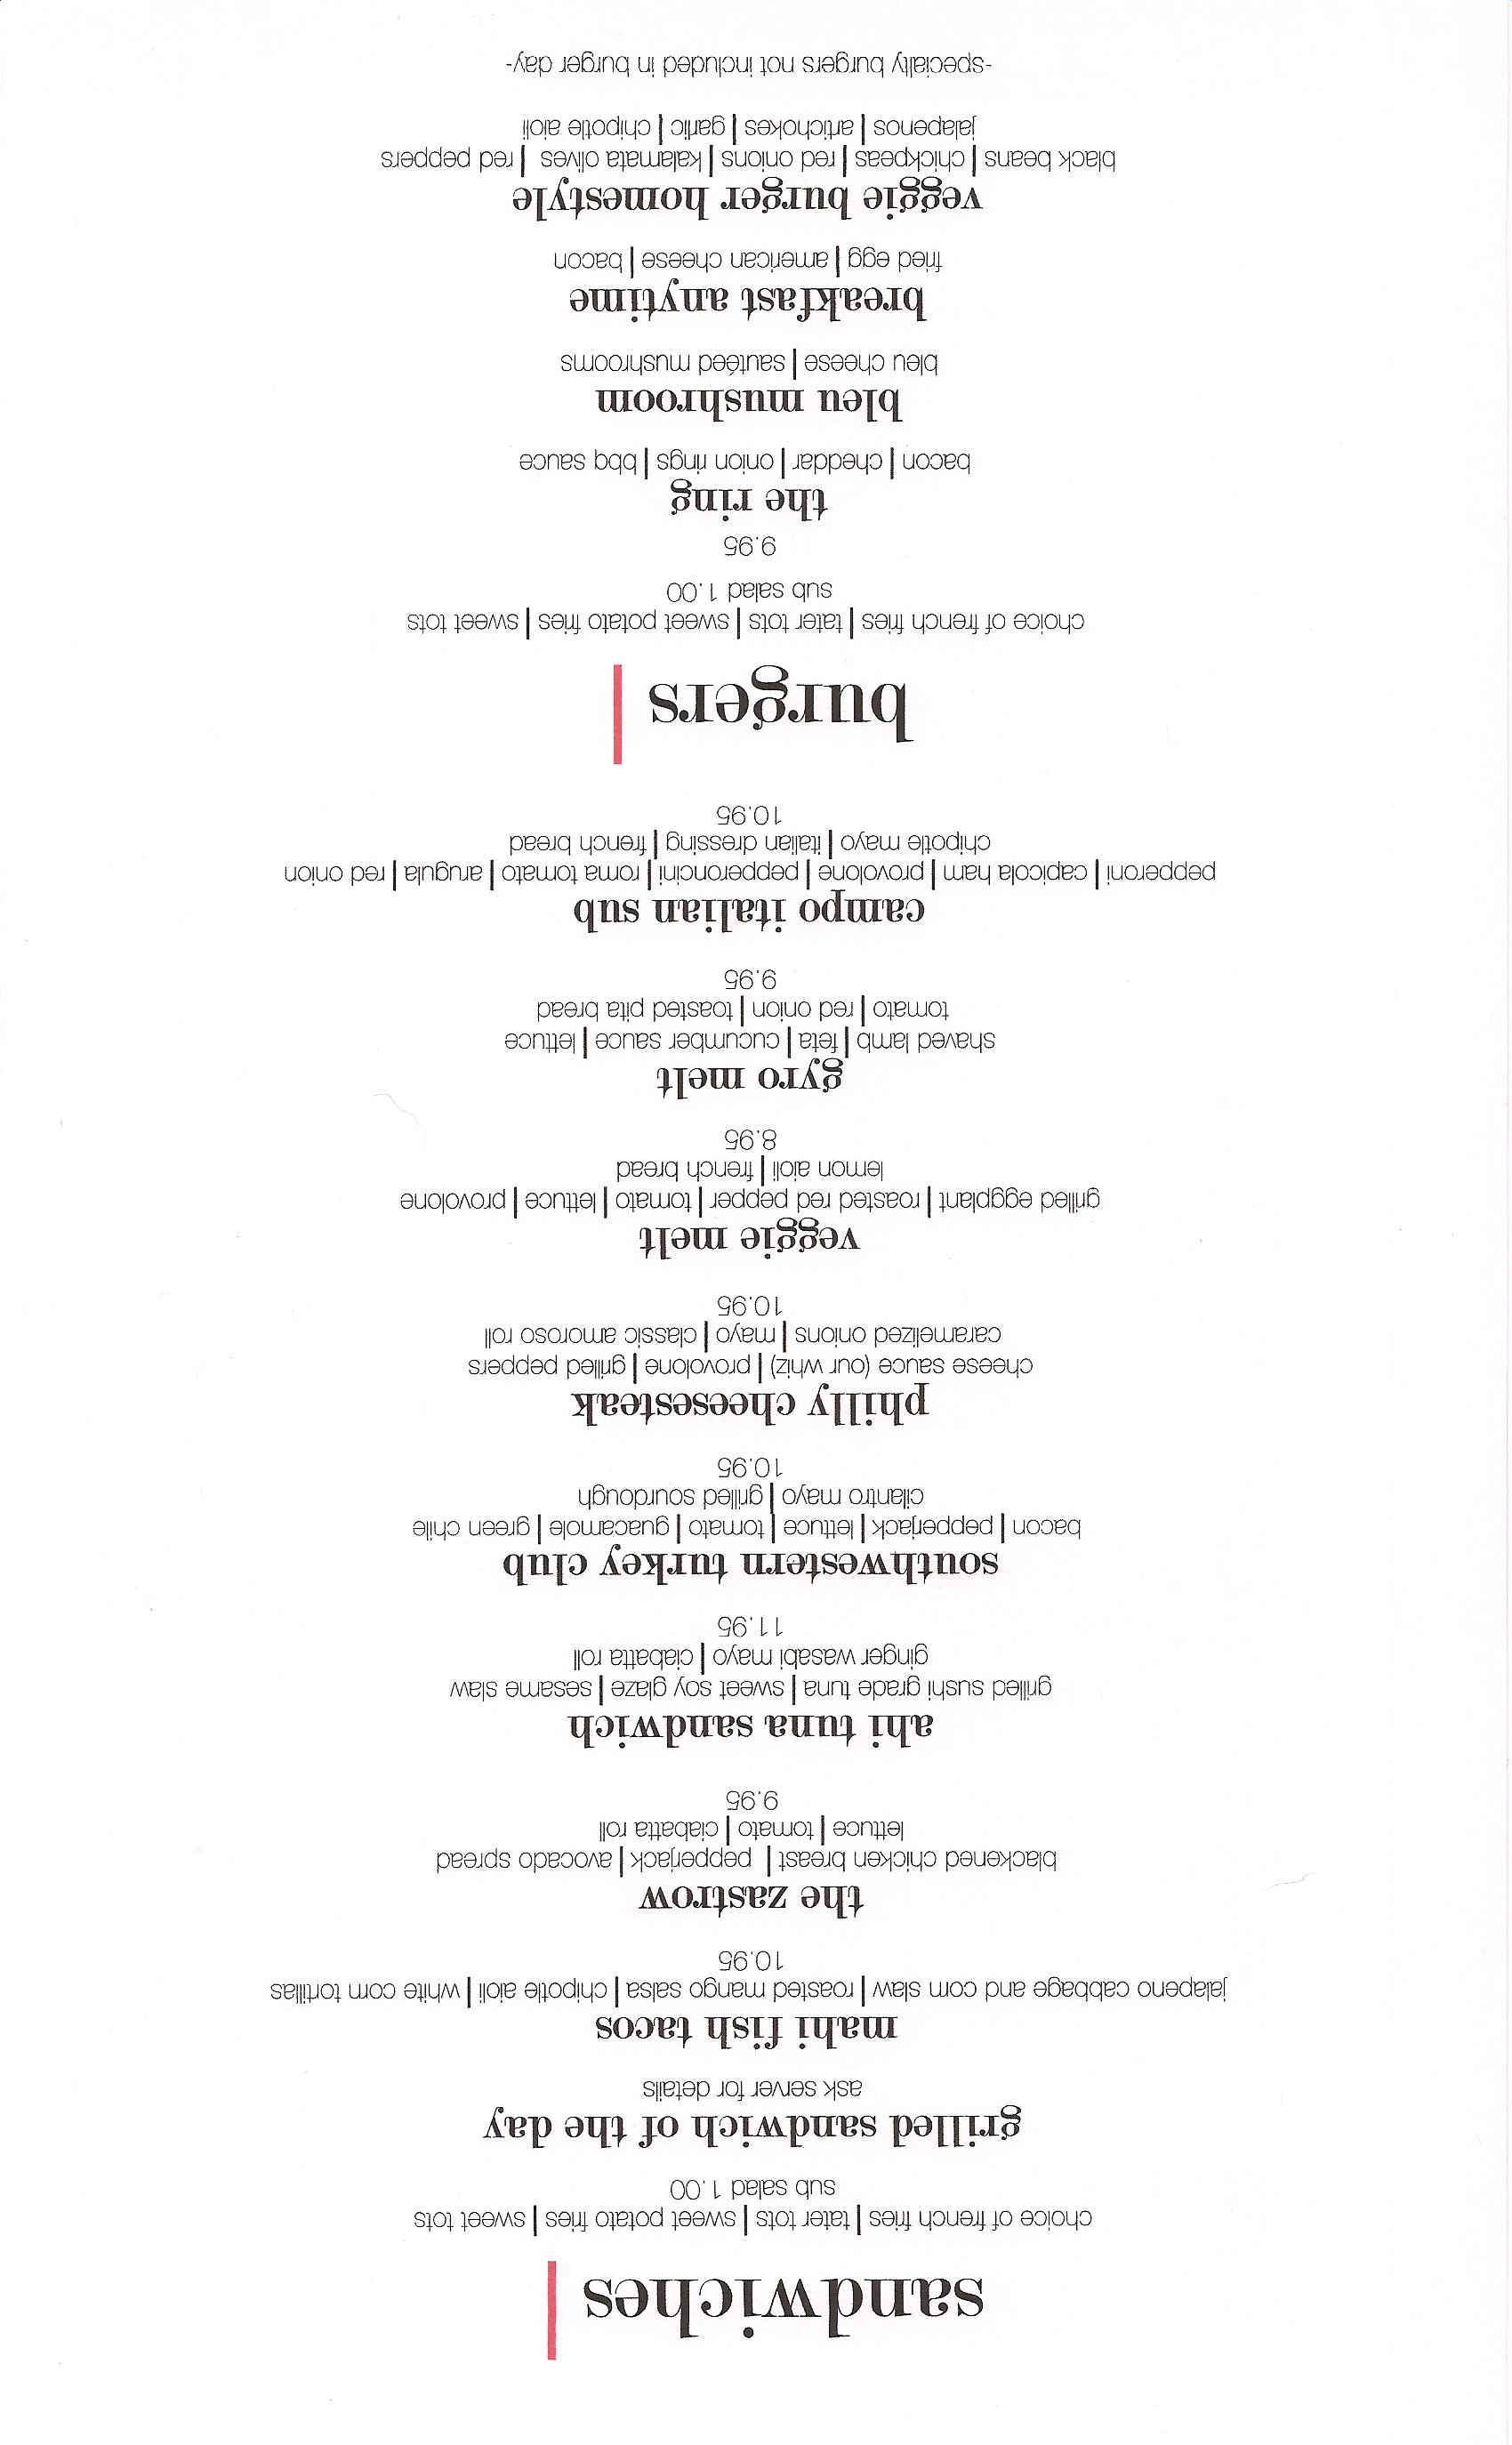 sandwiches |
choice of french fries | tater tots | sweet potato fries | sweet tots
sub salad 1.00
grilled sandwich of the day
ask server for details
mahi fish tacos
jalapeno cabbage and corn slaw | roasted mango salsa | chipotle aioli | white corn tortillas
10.95
the zastrow
blackened chicken breast | pepperjack | avocado spread
lettuce | tomato | ciabatta roll
9.95
ahi tuna sandwich
grilled sushi grade tuna | sweet soy glaze | sesame slaw
ginger wasabi mayo | ciabatta roll
11.95
southwestern turkey club
bacon | pepperjack | lettuce | tomato | guacamole | green chile
cilantro mayo | grilled sourdough
10.95
philly cheesesteak
cheese sauce (our whiz) | provolone | grilled peppers
caramelized onions | mayo | classic amoroso roll
10.95
veggie melt
grilled eggplant | roasted red pepper | tomato | lettuce | provolone
lemon aioli | french bread
8.95
gyro melt
shaved lamb | feta | cucumber sauce | lettuce
tomato | red onion | toasted pita bread
9.95
campo italian sub
pepperoni | capicola ham | provolone | pepperoncini | roma tomato | arugula | red onion
chipotle mayo | italian dressing | french bread
10.95
burgers |
choice of french fries | tater tots | sweet potato fries | sweet tots
sub salad 1.00
9.95
the ring
bacon | cheddar | onion rings | bbq sauce
bleu mushroom
bleu cheese | sautéed mushrooms
breakfast anytime
fried egg | american cheese | bacon
veggie burger homestyle
black beans | chickpeas | red onions | kalamata olives | red peppers
jalapenos | artichokes | garlic | chipotle aioli
-specialty burgers not included in burger day-